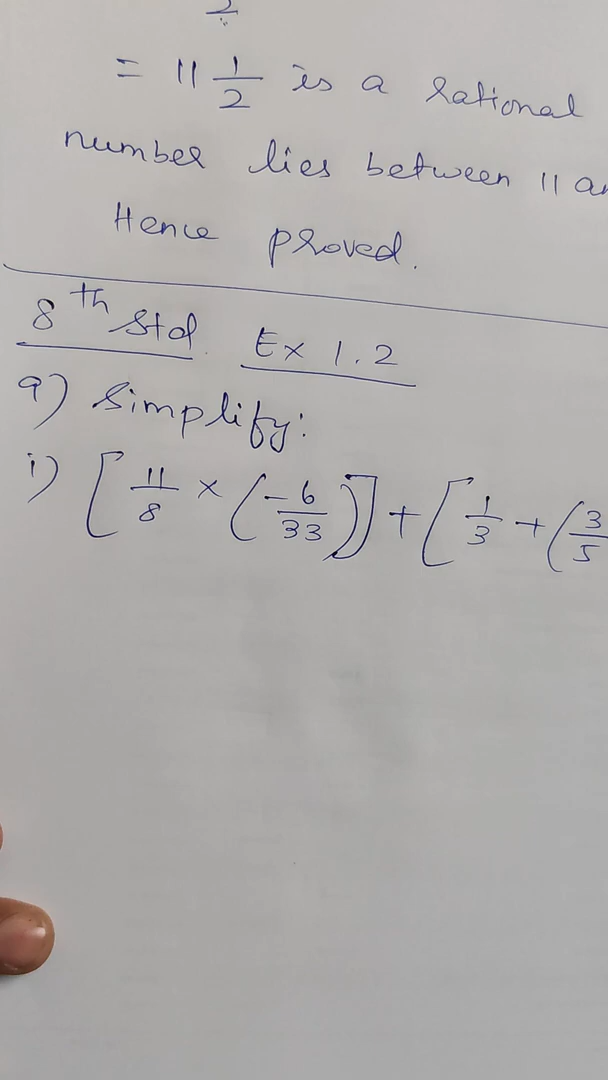 2
= 11 1/2 is a rational
number lies between 11
Hence proved.
8th Std Ex 1.2
9) Simplify:
i) [11/8 × (-6/33)] + [1/3 + (3/5